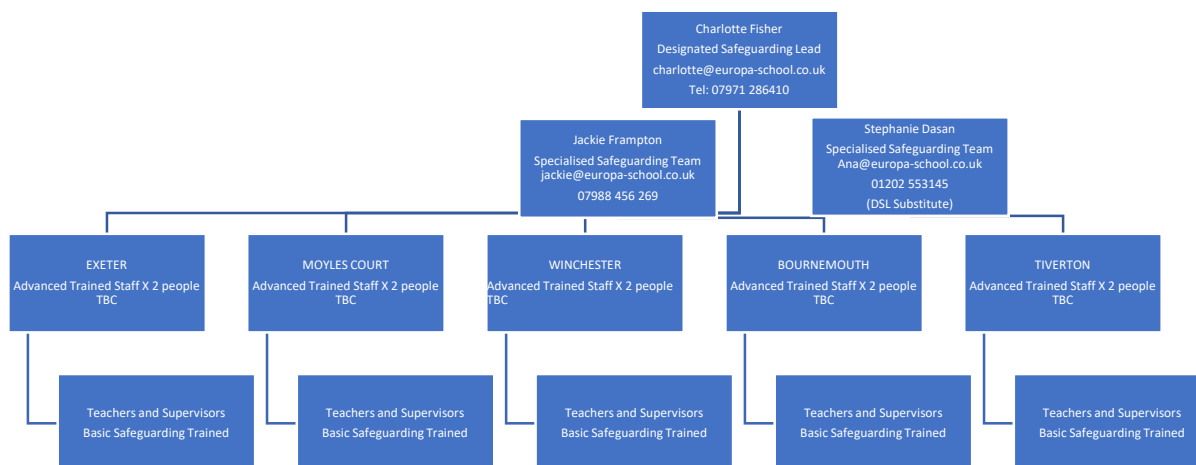 Charlotte Fisher
Designated Safeguarding Lead
charlotte@europa-school.co.uk
Tel: 07971 286410
Jackie Frampton
Specialised Safeguarding Team
jackie@europa-school.co.uk
07988 456 269
Stephanie Dasan
Specialised Safeguarding Team
Ana@europa-school.co.uk
01202 553145
(DSL Substitute)
EXETER
Advanced Trained Staff X 2 people
TBC
MOYLES COURT
Advanced Trained Staff X 2 people
TBC
WINCHESTER
Advanced Trained Staff X 2 people
TBC
BOURNEMOUTH
Advanced Trained Staff X 2 people
TBC
TIVERTON
Advanced Trained Staff X 2 people
TBC
Teachers and Supervisors
Basic Safeguarding Trained
Teachers and Supervisors
Basic Safeguarding Trained
Teachers and Supervisors
Basic Safeguarding Trained
Teachers and Supervisors
Basic Safeguarding Trained
Teachers and Supervisors
Basic Safeguarding Trained